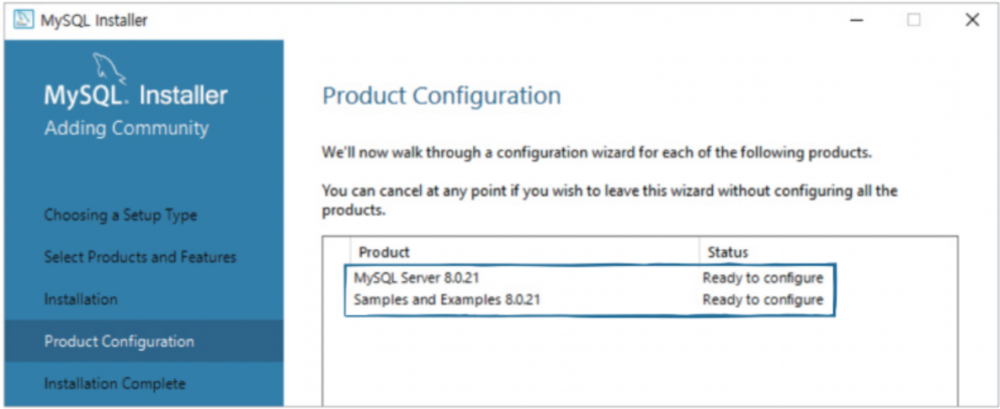 MySQL Installer
MySQL. Installer
Adding Community
Choosing a Setup Type
Select Products and Features
Installation
Product Configuration
Installation Complete
Product Configuration
We'll now walk through a configuration wizard for each of the following products.
You can cancel at any point if you wish to leave this wizard without configuring all the
products.
Product Status
MySQL Server 8.0.21 Ready to configure
Samples and Examples 8.0.21 Ready to configure